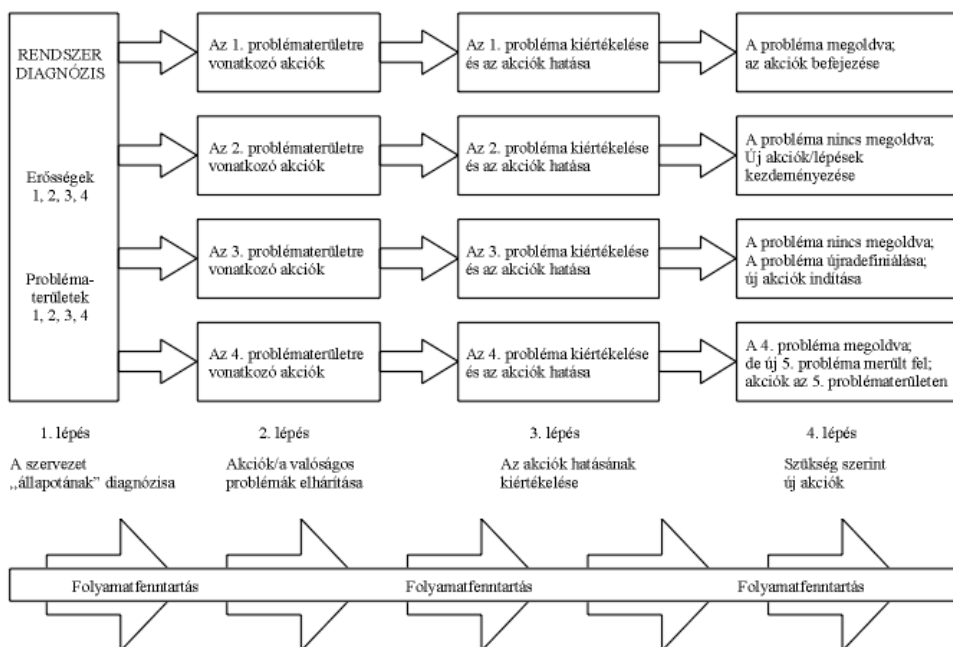 RENDSZER
DIAGNÓZIS
Erősségek
1, 2, 3, 4
Probléma-
területek
1, 2, 3, 4
Az 1. problématerületre
vonatkozó akciók
Az 1. probléma kiértékelése
és az akciók hatása
A probléma megoldva;
az akciók befejezése
Az 2. problématerületre
vonatkozó akciók
Az 2. probléma kiértékelése
és az akciók hatása
A probléma nincs megoldva;
Új akciók/lépések
kezdeményezése
Az 3. problématerületre
vonatkozó akciók
Az 3. probléma kiértékelése
és az akciók hatása
A probléma nincs megoldva;
A probléma újradefiniálása;
új akciók indítása
Az 4. problématerületre
vonatkozó akciók
Az 4. probléma kiértékelése
és az akciók hatása
A 4. probléma megoldva;
de új 5. probléma merült fel;
akciók az 5. problématerületen
1. lépés
A szervezet
„állapotának” diagnózisa
2. lépés
Akciók/a valóságos
problémák elhárítása
3. lépés
Az akciók hatásának
kiértékelése
4. lépés
Szükség szerint
új akciók
Folyamatfenntartás
Folyamatfenntartás
Folyamatfenntartás